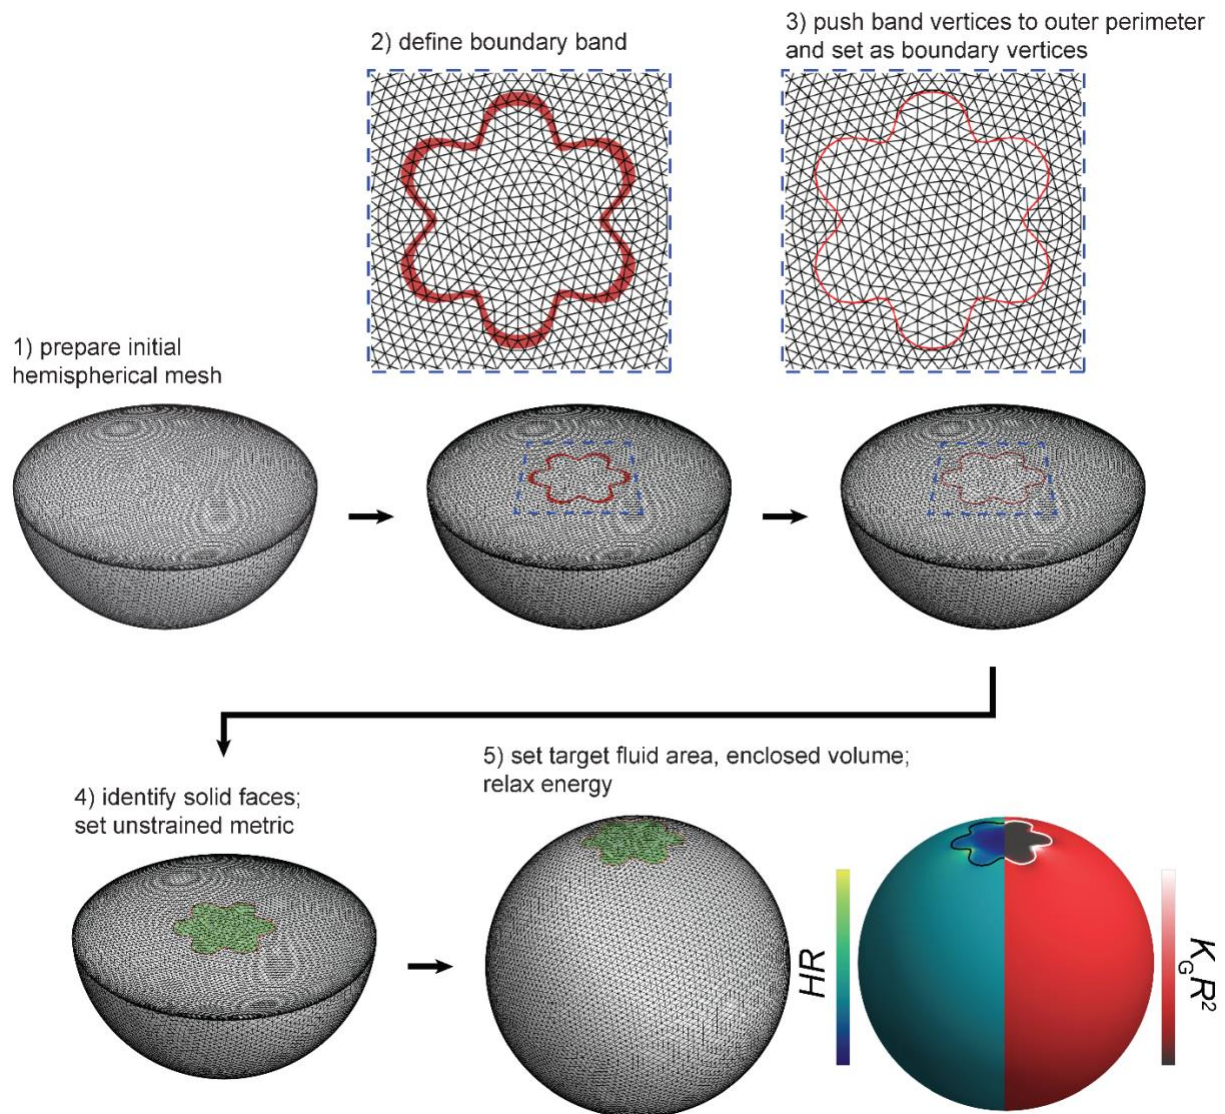 2) define boundary band
3) push band vertices to outer perimeter
and set as boundary vertices
1) prepare initial
hemispherical mesh
4) identify solid faces;
set unstrained metric
5) set target fluid area, enclosed volume;
relax energy
HR
K_G R²